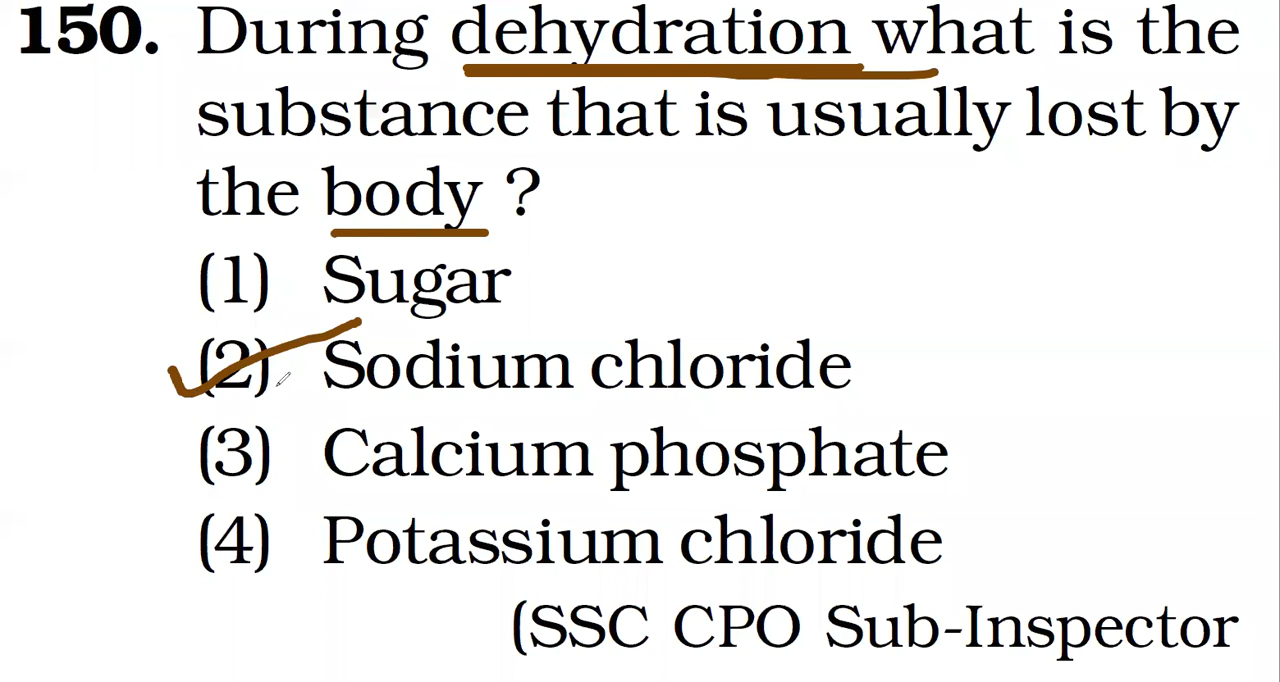 150. During dehydration what is the
substance that is usually lost by
the body ?
(1) Sugar
(2) Sodium chloride
(3) Calcium phosphate
(4) Potassium chloride
(SSC CPO Sub-Inspector